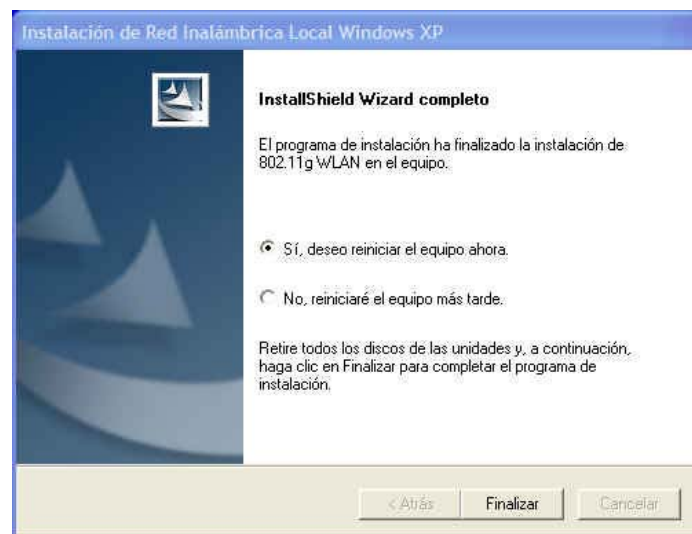 Instalación de Red Inalámbrica Local Windows XP
InstallShield Wizard completo
El programa de instalación ha finalizado la instalación de
802.11g WLAN en el equipo.
Sí, deseo reiniciar el equipo ahora.
No, reiniciaré el equipo más tarde.
Retire todos los discos de las unidades y, a continuación,
haga clic en Finalizar para completar el programa de
instalación.
< Atrás Finalizar Cancelar